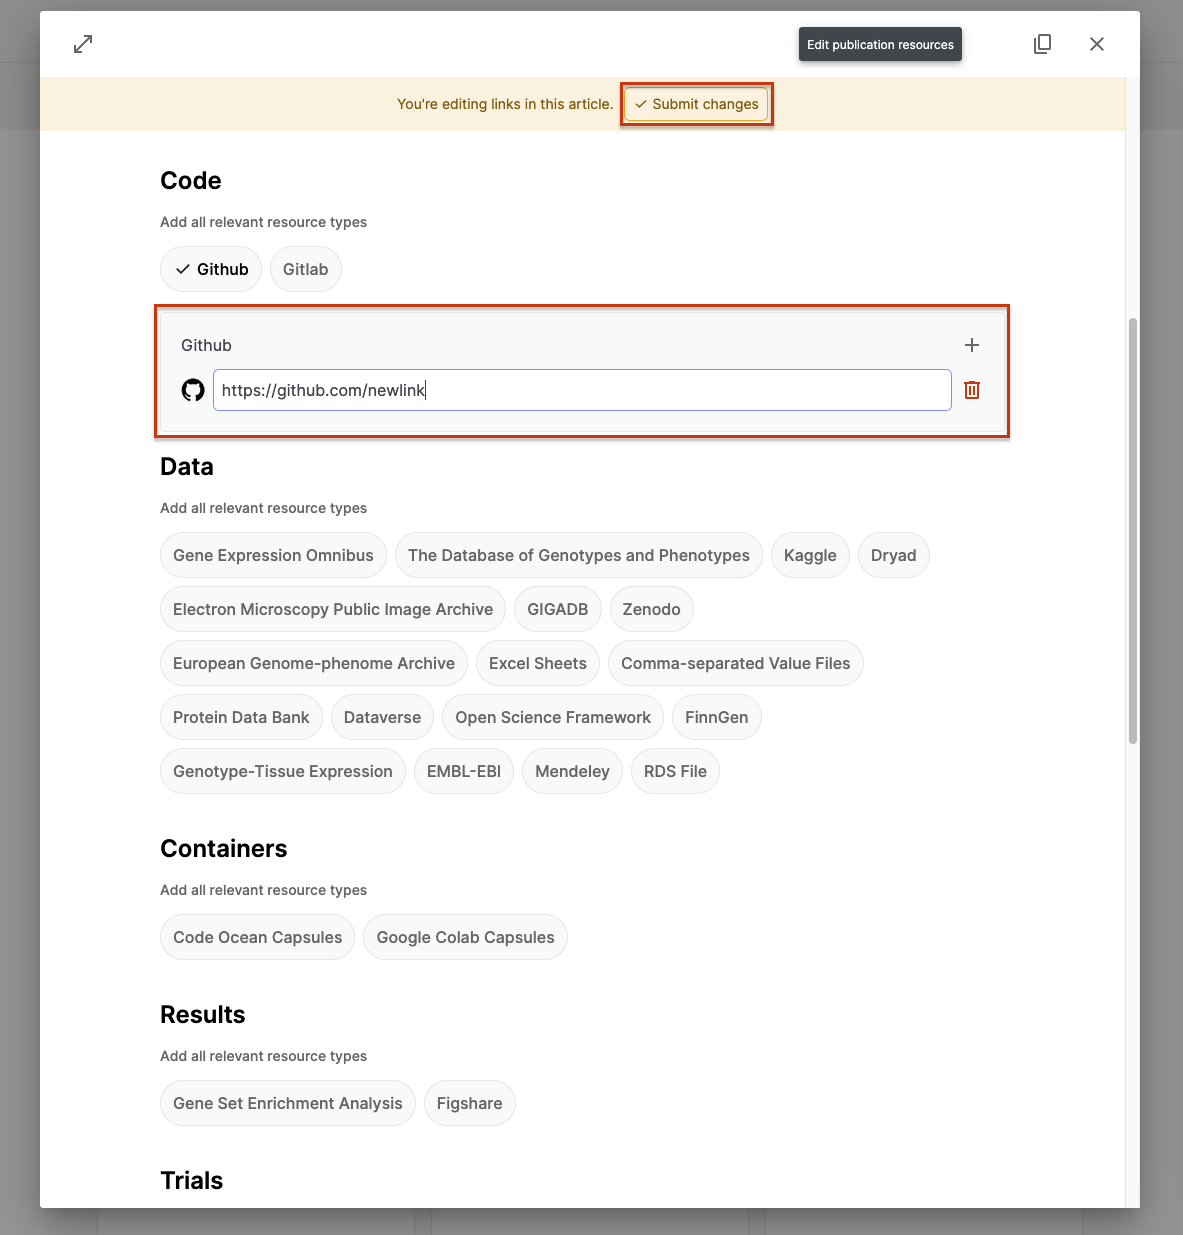 Edit publication resources
You're editing links in this article. Submit changes
Code
Add all relevant resource types
Github Gitlab
Github
https://github.com/newlink
Data
Add all relevant resource types
Gene Expression Omnibus The Database of Genotypes and Phenotypes Kaggle Dryad
Electron Microscopy Public Image Archive GIGADB Zenodo
European Genome-phenome Archive Excel Sheets Comma-separated Value Files
Protein Data Bank Dataverse Open Science Framework FinnGen
Genotype-Tissue Expression EMBL-EBI Mendeley RDS File
Containers
Add all relevant resource types
Code Ocean Capsules Google Colab Capsules
Results
Add all relevant resource types
Gene Set Enrichment Analysis Figshare
Trials